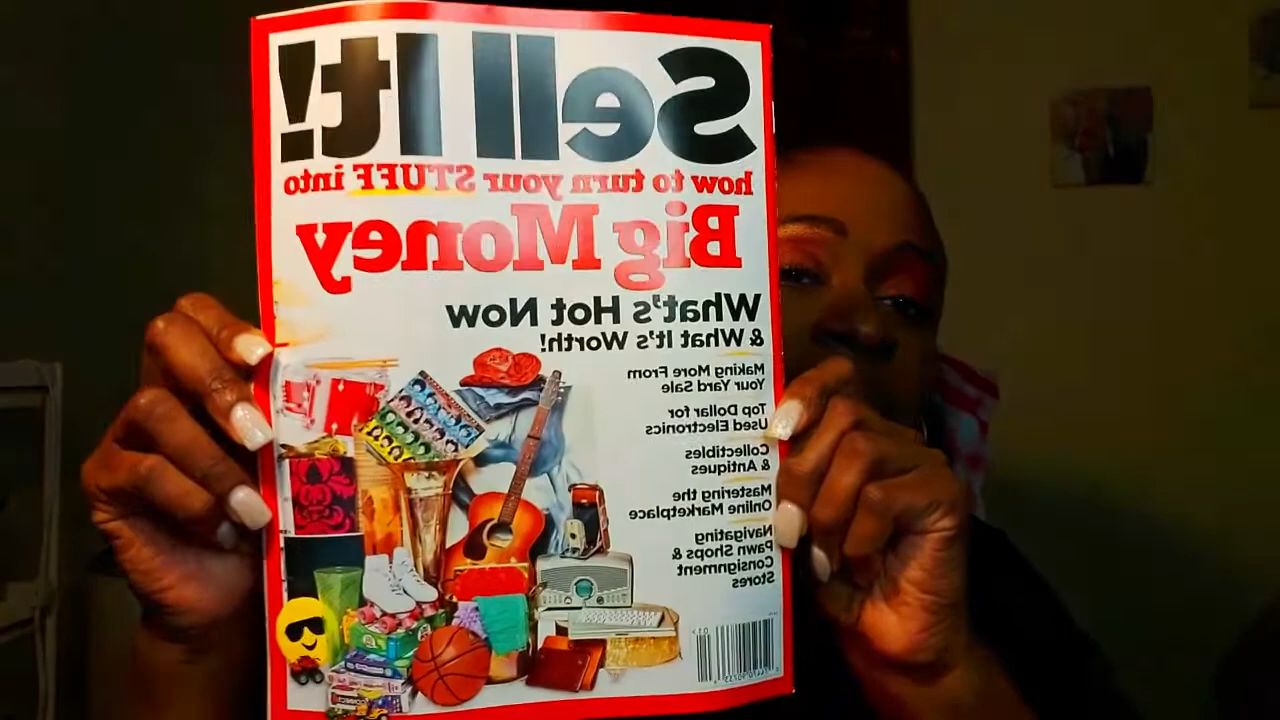 Sell It!
how to turn your STUFF into
Big Money
What's Hot Now
& What It's Worth!
Making More From
Your Yard Sale
Top Dollar for
Used Electronics
Collectibles
& Antiques
Mastering the
Online Marketplace
Navigating
Pawn Shops &
Consignment
Stores